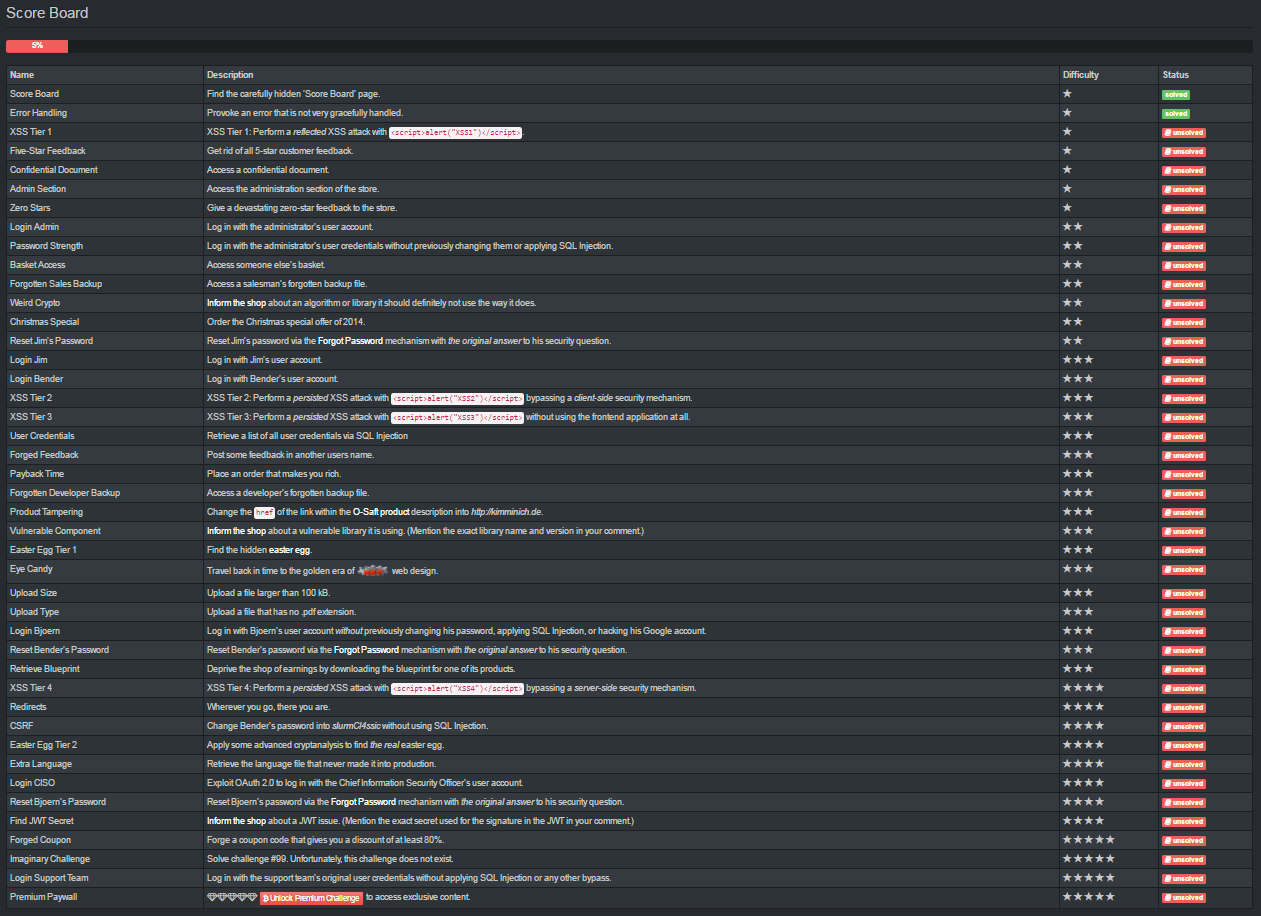 Score Board
5%
Name Description Difficulty Status
Score Board Find the carefully hidden 'Score Board' page. ★ solved
Error Handling Provoke an error that is not very gracefully handled. ★ solved
XSS Tier 1 XSS Tier 1: Perform a reflected XSS attack with <script>alert("XSS1")</script>. ★ unsolved
Five-Star Feedback Get rid of all 5-star customer feedback. ★ unsolved
Confidential Document Access a confidential document. ★ unsolved
Admin Section Access the administration section of the store. ★ unsolved
Zero Stars Give a devastating zero-star feedback to the store. ★ unsolved
Login Admin Log in with the administrator's user account. ★★ unsolved
Password Strength Log in with the administrator's user credentials without previously changing them or applying SQL Injection. ★★ unsolved
Basket Access Access someone else's basket. ★★ unsolved
Forgotten Sales Backup Access a salesman's forgotten backup file. ★★ unsolved
Weird Crypto Inform the shop about an algorithm or library it should definitely not use the way it does. ★★ unsolved
Christmas Special Order the Christmas special offer of 2014. ★★ unsolved
Reset Jim's Password Reset Jim's password via the Forgot Password mechanism with the original answer to his security question. ★★ unsolved
Login Jim Log in with Jim's user account. ★★★ unsolved
Login Bender Log in with Bender's user account. ★★★ unsolved
XSS Tier 2 XSS Tier 2: Perform a persisted XSS attack with <script>alert("XSS2")</script> bypassing a client-side security mechanism. ★★★ unsolved
XSS Tier 3 XSS Tier 3: Perform a persisted XSS attack with <script>alert("XSS3")</script> without using the frontend application at all. ★★★ unsolved
User Credentials Retrieve a list of all user credentials via SQL Injection ★★★ unsolved
Forged Feedback Post some feedback in another users name. ★★★ unsolved
Payback Time Place an order that makes you rich. ★★★ unsolved
Forgotten Developer Backup Access a developer's forgotten backup file. ★★★ unsolved
Product Tampering Change the href of the link within the O-Saft product description into http://kimminich.de. ★★★ unsolved
Vulnerable Component Inform the shop about a vulnerable library it is using. (Mention the exact library name and version in your comment.) ★★★ unsolved
Easter Egg Tier 1 Find the hidden easter egg. ★★★ unsolved
Eye Candy Travel back in time to the golden era of web design. ★★★ unsolved
Upload Size Upload a file larger than 100 kB. ★★★ unsolved
Upload Type Upload a file that has no .pdf extension. ★★★ unsolved
Login Bjoern Log in with Bjoern's user account without previously changing his password, applying SQL Injection, or hacking his Google account. ★★★ unsolved
Reset Bender's Password Reset Bender's password via the Forgot Password mechanism with the original answer to his security question. ★★★ unsolved
Retrieve Blueprint Deprive the shop of earnings by downloading the blueprint for one of its products. ★★★ unsolved
XSS Tier 4 XSS Tier 4: Perform a persisted XSS attack with <script>alert("XSS4")</script> bypassing a server-side security mechanism. ★★★★ unsolved
Redirects Wherever you go, there you are. ★★★★ unsolved
CSRF Change Bender's password into slurmCl4ssic without using SQL Injection. ★★★★ unsolved
Easter Egg Tier 2 Apply some advanced cryptanalysis to find the real easter egg. ★★★★ unsolved
Extra Language Retrieve the language file that never made it into production. ★★★★ unsolved
Login CISO Exploit OAuth 2.0 to log in with the Chief Information Security Officer's user account. ★★★★ unsolved
Reset Bjoern's Password Reset Bjoern's password via the Forgot Password mechanism with the original answer to his security question. ★★★★ unsolved
Find JWT Secret Inform the shop about a JWT issue. (Mention the exact secret used for the signature in the JWT in your comment.) ★★★★ unsolved
Forged Coupon Forge a coupon code that gives you a discount of at least 80%. ★★★★★ unsolved
Imaginary Challenge Solve challenge #99. Unfortunately, this challenge does not exist. ★★★★★ unsolved
Login Support Team Log in with the support team's original user credentials without applying SQL Injection or any other bypass. ★★★★★ unsolved
Premium Paywall Unlock Premium Challenge to access exclusive content. ★★★★★ unsolved